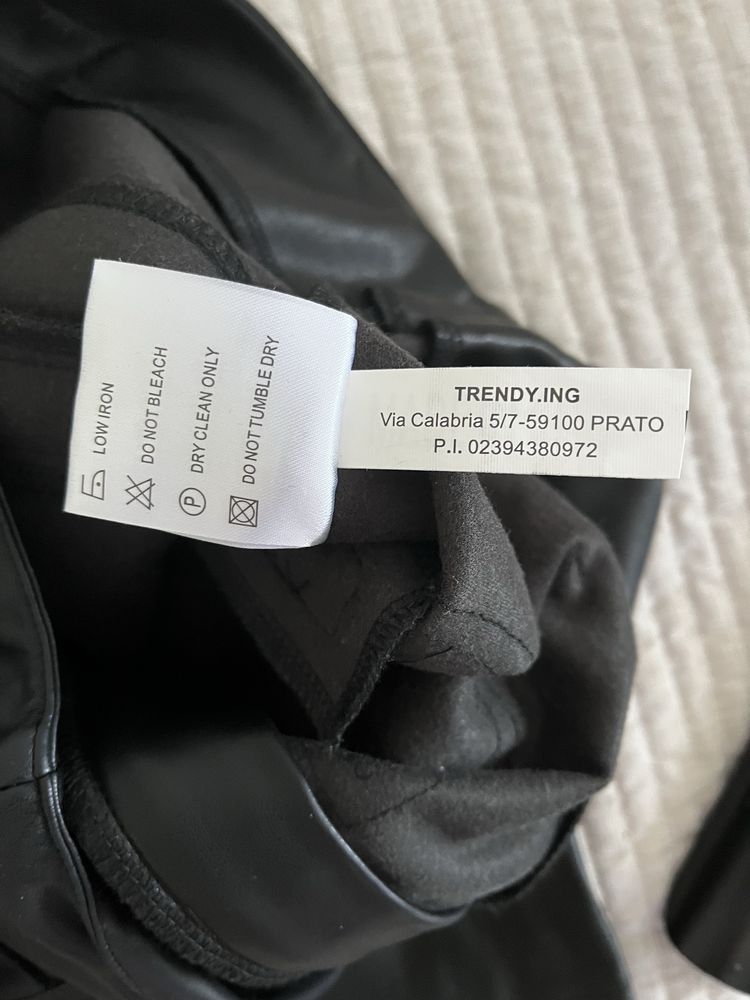 LOW IRON
DO NOT BLEACH
P
DRY CLEAN ONLY
DO NOT TUMBLE DRY
TRENDY.ING
Via Calabria 5/7-59100 PRATO
P.I. 02394380972